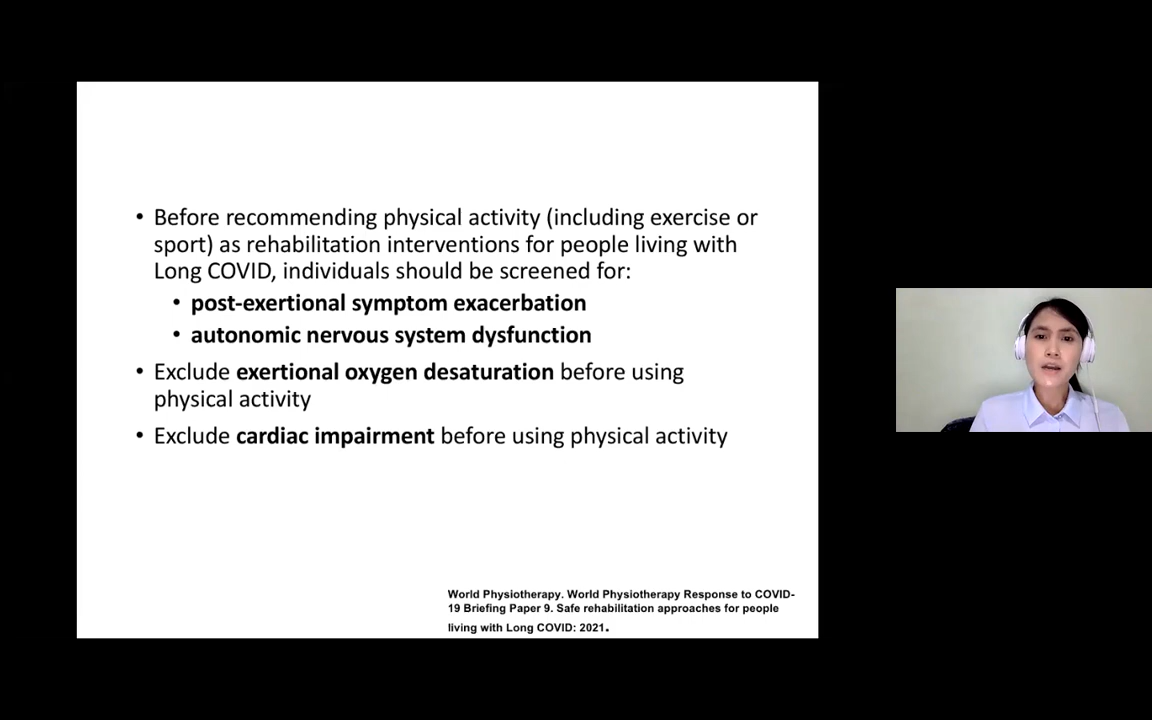 • Before recommending physical activity (including exercise or
sport) as rehabilitation interventions for people living with
Long COVID, individuals should be screened for:
• post-exertional symptom exacerbation
• autonomic nervous system dysfunction
• Exclude exertional oxygen desaturation before using
physical activity
• Exclude cardiac impairment before using physical activity
World Physiotherapy. World Physiotherapy Response to COVID-
19 Briefing Paper 9. Safe rehabilitation approaches for people
living with Long COVID: 2021.